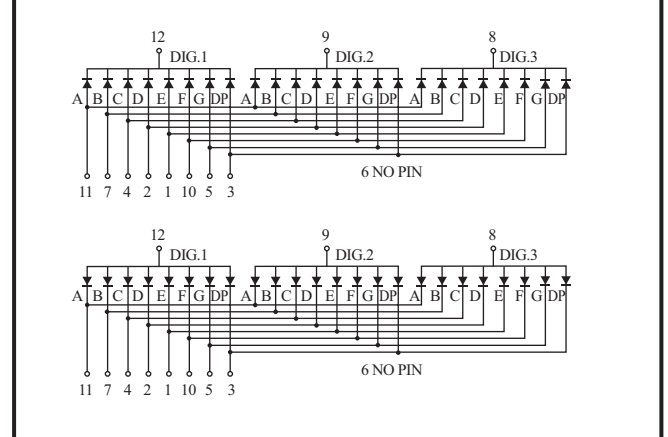 12 9 8
DIG.1 DIG.2 DIG.3
A B C D E F G DP A B C D E F G DP A B C D E F G DP
6 NO PIN
11 7 4 2 1 10 5 3
12 9 8
DIG.1 DIG.2 DIG.3
A B C D E F G DP A B C D E F G DP A B C D E F G DP
6 NO PIN
11 7 4 2 1 10 5 3